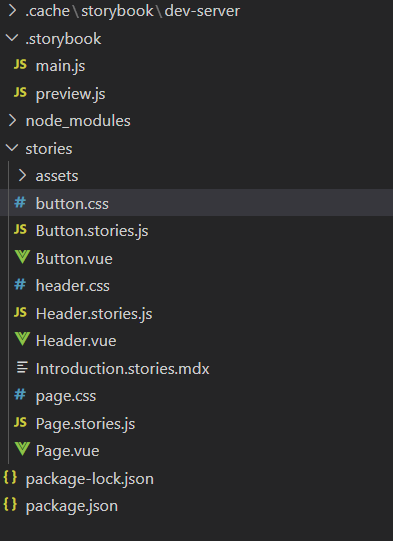 .cache\storybook\dev-server
.storybook
JS main.js
JS preview.js
node_modules
stories
assets
# button.css
JS Button.stories.js
Button.vue
# header.css
JS Header.stories.js
Header.vue
Introduction.stories.mdx
# page.css
JS Page.stories.js
Page.vue
{} package-lock.json
{} package.json